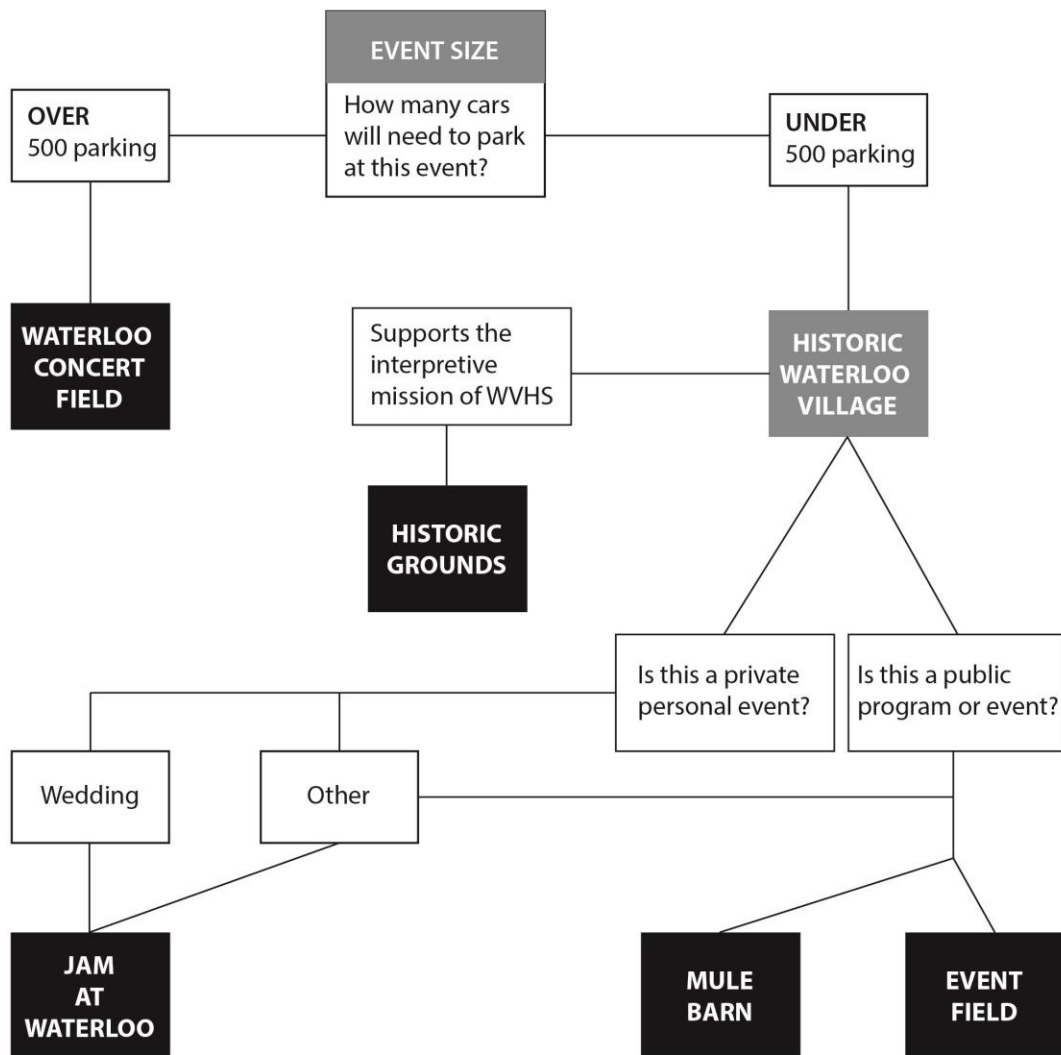 EVENT SIZE
How many cars
will need to park
at this event?
OVER
500 parking
UNDER
500 parking
WATERLOO
CONCERT
FIELD
Supports the
interpretive
mission of WVHS
HISTORIC
WATERLOO
VILLAGE
HISTORIC
GROUNDS
Is this a private
personal event?
Is this a public
program or event?
Wedding
Other
JAM
AT
WATERLOO
MULE
BARN
EVENT
FIELD